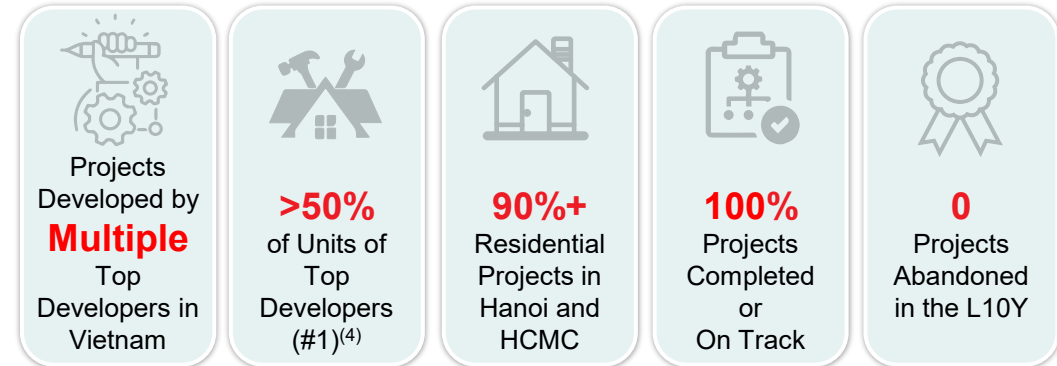 Projects
Developed by
Multiple
Top
Developers in
Vietnam
>50%
of Units of
Top
Developers
(#1)(4)
90%+
Residential
Projects in
Hanoi and
HCMC
100%
Projects
Completed
or
On Track
0
Projects
Abandoned
in the L10Y